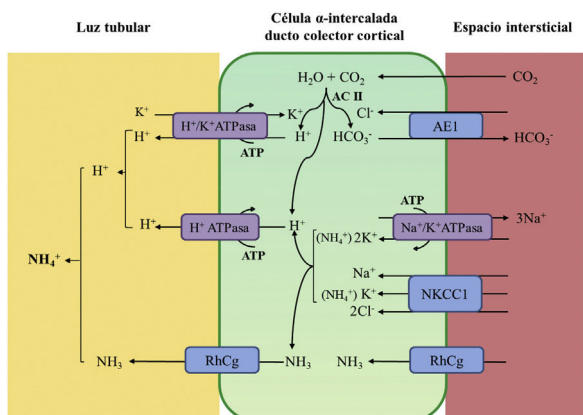 Luz tubular
Célula α-intercalada
ducto colector cortical
Espacio intersticial
H₂O + CO₂
CO₂
AC II
K⁺
H⁺/K⁺ATPasa
K⁺
Cl⁻
AE1
H⁺
H⁺
HCO₃⁻
HCO₃⁻
ATP
H⁺
ATP
H⁺
H⁺ ATPasa
H⁺
(NH₄⁺) 2K⁺
Na⁺/K⁺ATPasa
3Na⁺
ATP
NH₄⁺
Na⁺
(NH₄⁺) K⁺
NKCC1
2Cl⁻
NH₃
RhCg
NH₃
NH₃
RhCg